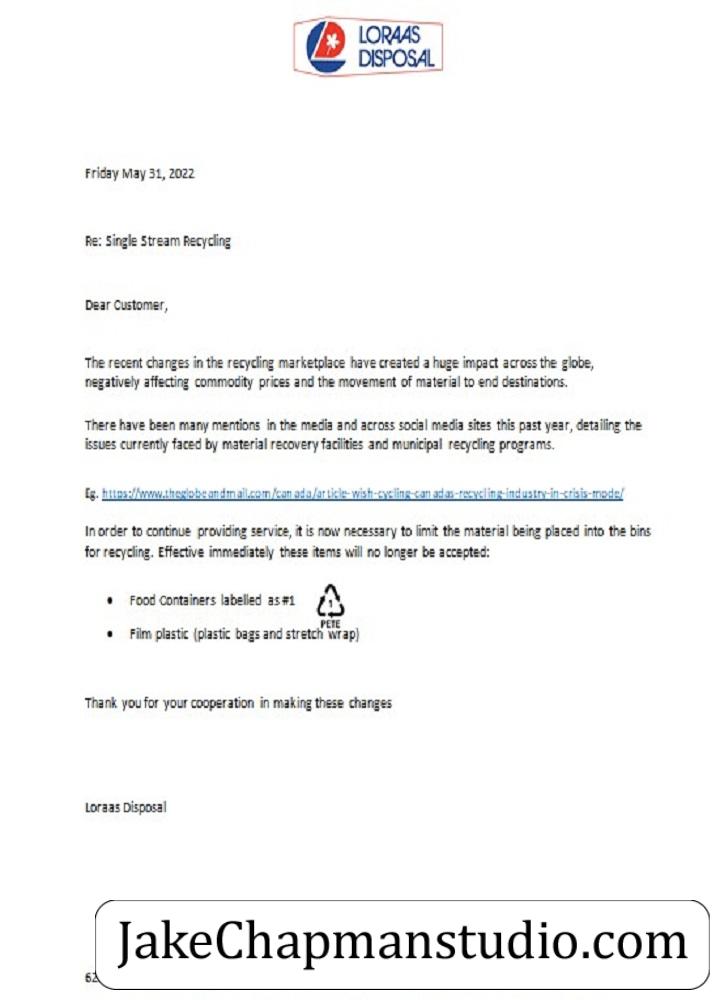 LORAAS
DISPOSAL
Friday May 31, 2022
Re: Single Stream Recycling
Dear Customer,
The recent changes in the recycling marketplace have created a huge impact across the globe,
negatively affecting commodity prices and the movement of material to end destinations.
There have been many mentions in the media and across social media sites this past year, detailing the
issues currently faced by material recovery facilities and municipal recycling programs.
Eg. https://www.theglobeandmail.com/canada/article-wish-cycling-canadas-recycling-industry-in-crisis-mode/
In order to continue providing service, it is now necessary to limit the material being placed into the bins
for recycling. Effective immediately these items will no longer be accepted:
• Food Containers labelled as #1
1
PETE
• Film plastic (plastic bags and stretch wrap)
Thank you for your cooperation in making these changes
Loraas Disposal
JakeChapmanstudio.com
62